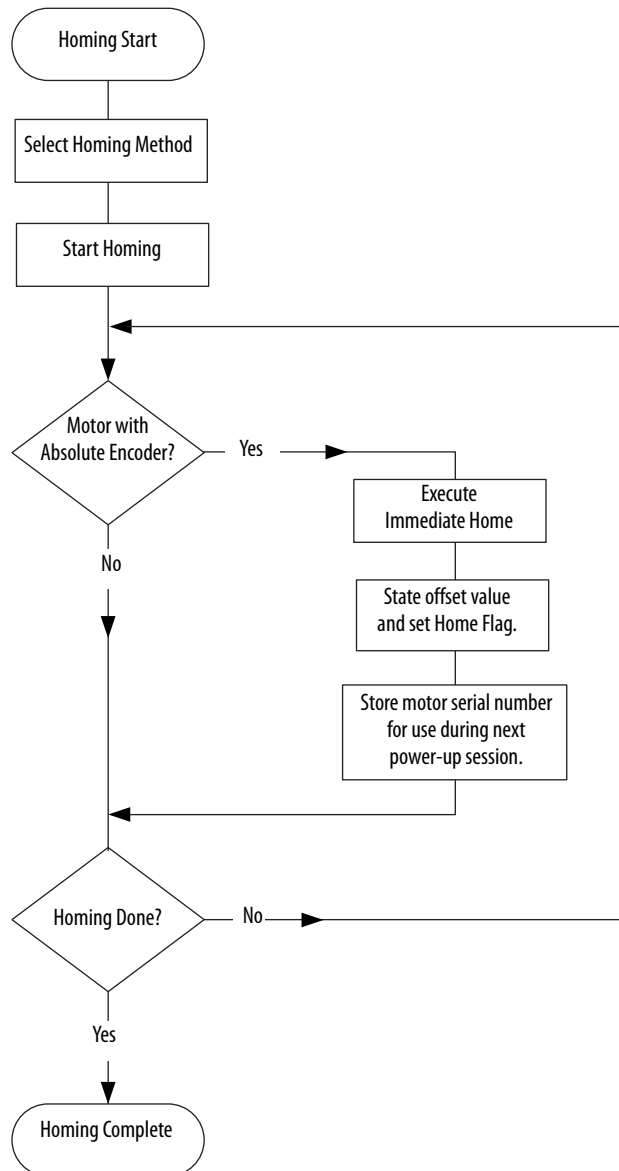 Homing Start
Select Homing Method
Start Homing
Motor with
Absolute Encoder?
Yes
Execute
Immediate Home
No
State offset value
and set Home Flag.
Store motor serial number
for use during next
power-up session.
Homing Done?
No
Yes
Homing Complete